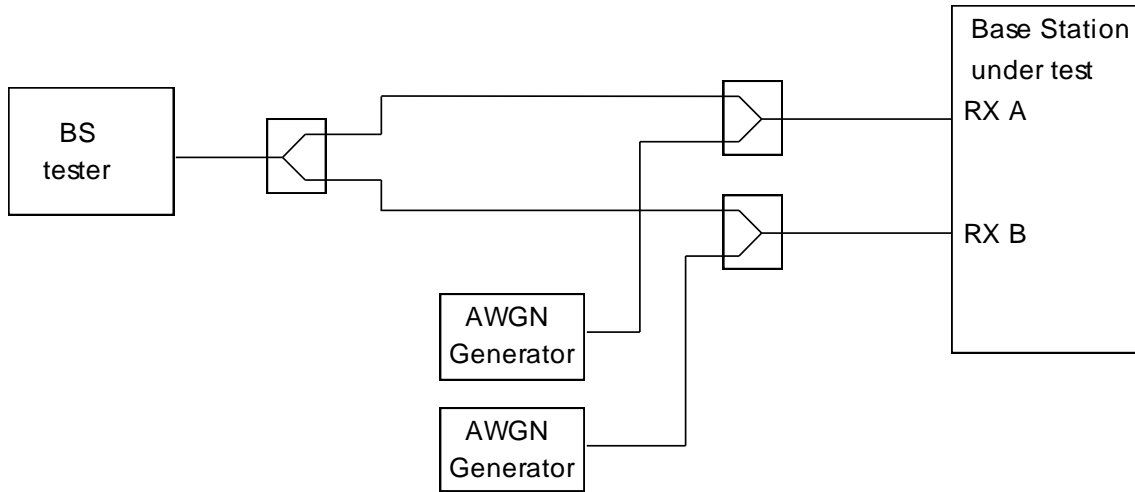 Base Station
under test
RX A
BS
tester
RX B
AWGN
Generator
AWGN
Generator